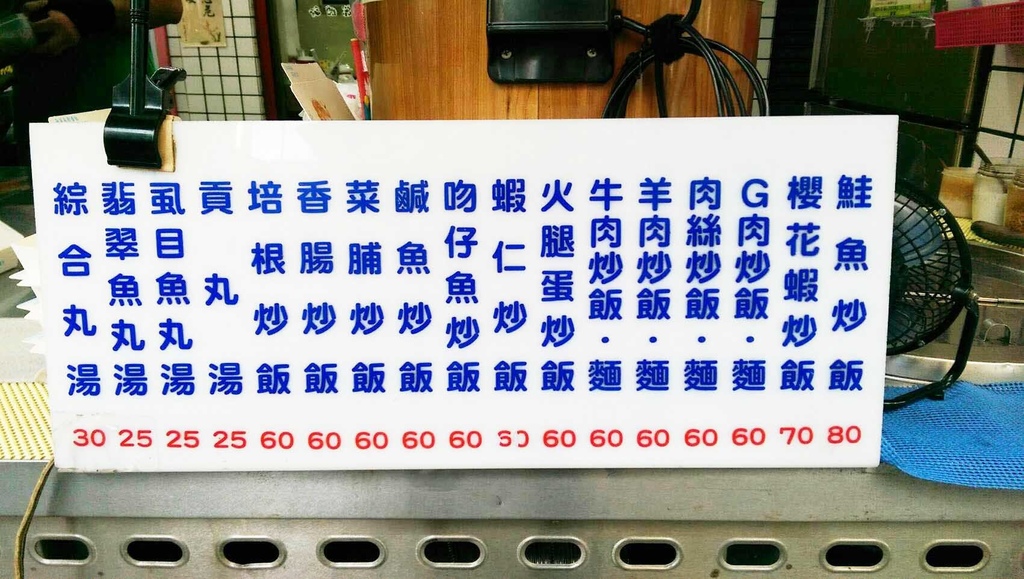 鮭魚炒飯 80
櫻花蝦炒飯 70
G肉炒飯・麵 60
肉絲炒飯・麵 60
羊肉炒飯・麵 60
牛肉炒飯・麵 60
火腿蛋炒飯 60
蝦仁炒飯 60
吻仔魚炒飯 60
鹹魚炒飯 60
菜脯炒飯 60
香腸炒飯 60
培根炒飯 60
貢丸湯 25
虱目魚丸湯 25
翡翠魚丸湯 25
綜合丸湯 30